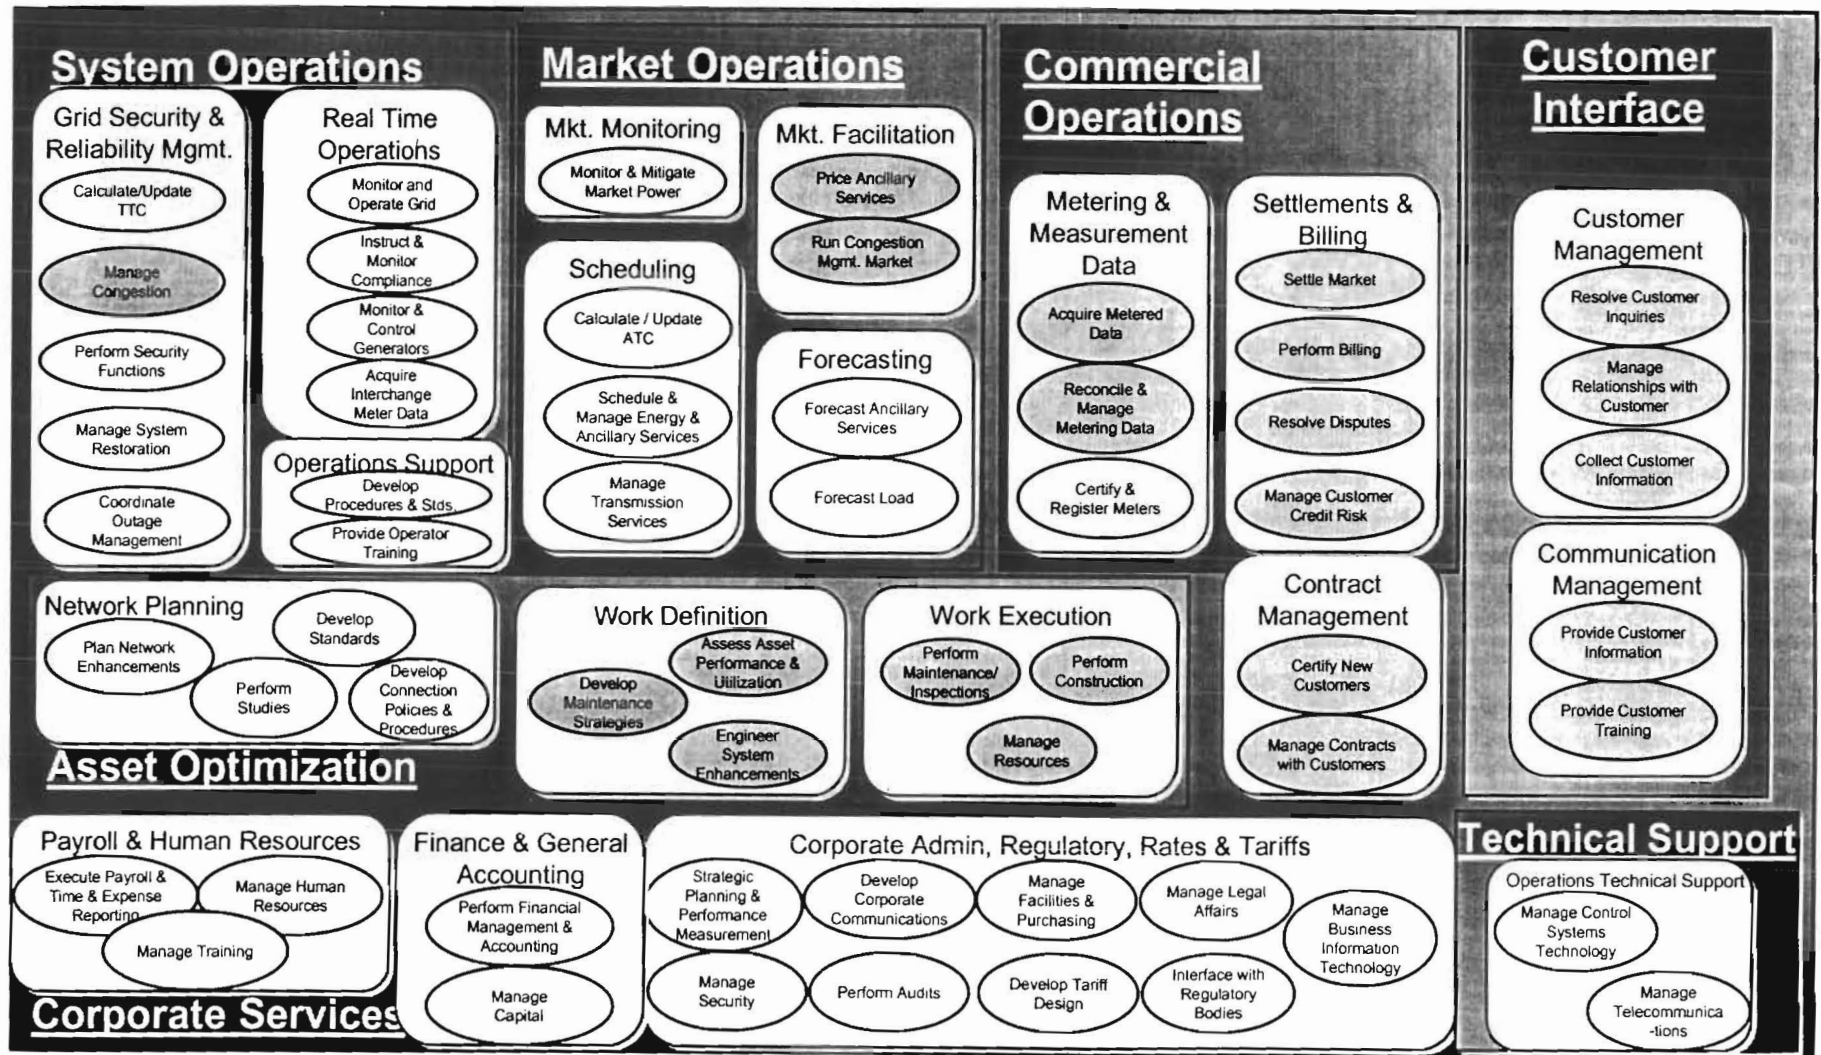 System Operations
Grid Security &
Reliability Mgmt.
Calculate/Update
TTC
Manage
Congestion
Perform Security
Functions
Manage System
Restoration
Coordinate
Outage
Management
Real Time
Operations
Monitor and
Operate Grid
Instruct &
Monitor
Compliance
Monitor &
Control
Generators
Acquire
Interchange
Meter Data
Operations Support
Develop
Procedures & Stds.
Provide Operator
Training
Market Operations
Mkt. Monitoring
Monitor & Mitigate
Market Power
Scheduling
Calculate / Update
ATC
Schedule &
Manage Energy &
Ancillary Services
Manage
Transmission
Services
Mkt. Facilitation
Price Ancillary
Services
Run Congestion
Mgmt. Market
Forecasting
Forecast Ancillary
Services
Forecast Load
Commercial
Operations
Metering &
Measurement
Data
Acquire Metered
Data
Reconcile &
Manage
Metering Data
Certify &
Register Meters
Settlements &
Billing
Settle Market
Perform Billing
Resolve Disputes
Manage Customer
Credit Risk
Contract
Management
Certify New
Customers
Manage Contracts
with Customers
Customer
Interface
Customer
Management
Resolve Customer
Inquiries
Manage
Relationships with
Customer
Collect Customer
Information
Communication
Management
Provide Customer
Information
Provide Customer
Training
Network Planning
Plan Network
Enhancements
Develop
Standards
Perform
Studies
Develop
Connection
Policies &
Procedures
Asset Optimization
Work Definition
Assess Asset
Performance &
Utilization
Develop
Maintenance
Strategies
Engineer
System
Enhancements
Work Execution
Perform
Maintenance/
Inspections
Perform
Construction
Manage
Resources
Payroll & Human Resources
Execute Payroll &
Time & Expense
Reporting
Manage Human
Resources
Manage Training
Corporate Services
Finance & General
Accounting
Perform Financial
Management &
Accounting
Manage
Capital
Corporate Admin, Regulatory, Rates & Tariffs
Strategic
Planning &
Performance
Measurement
Develop
Corporate
Communications
Manage
Facilities &
Purchasing
Manage Legal
Affairs
Manage
Business
Information
Technology
Manage
Security
Perform Audits
Develop Tariff
Design
Interface with
Regulatory
Bodies
Technical Support
Operations Technical Support
Manage Control
Systems
Technology
Manage
Telecommunica
-tions